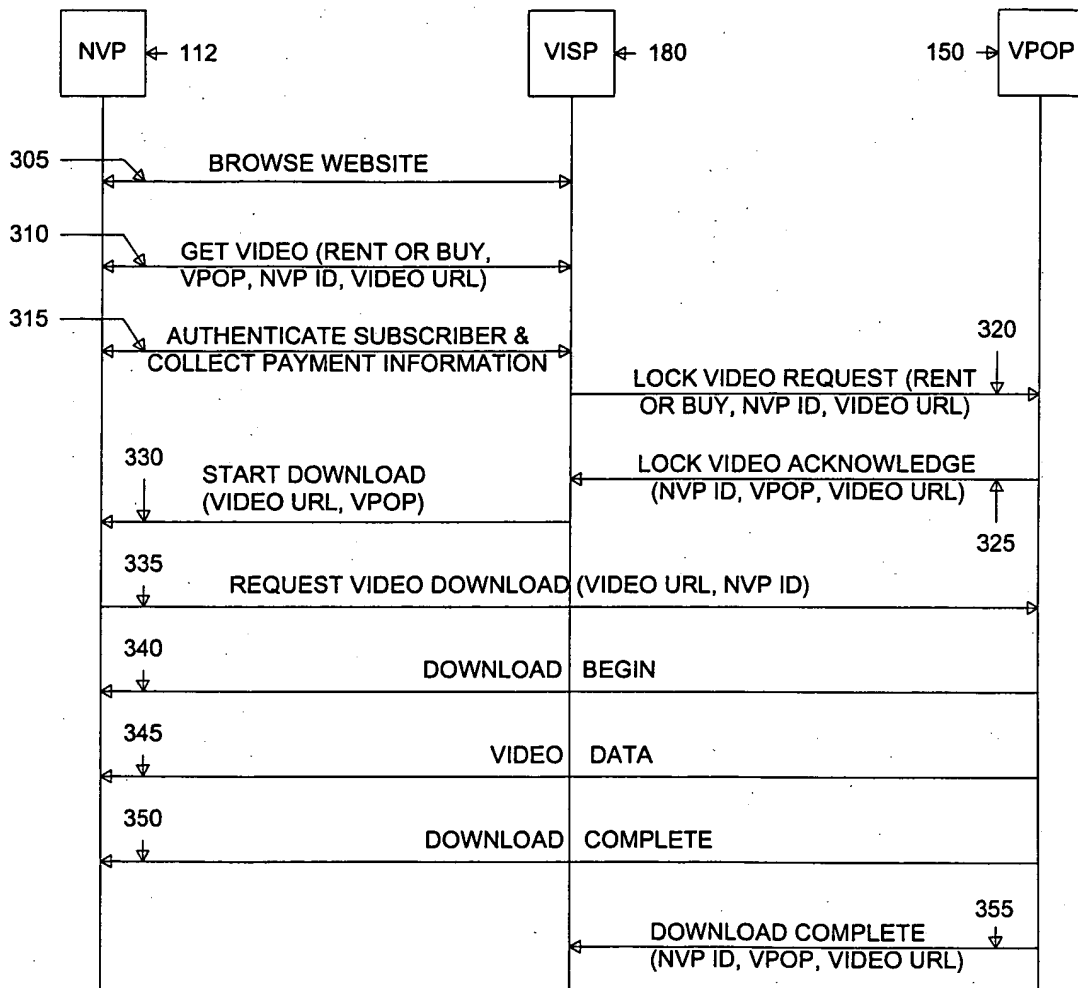 NVP
112
VISP
180
150
VPOP
305
BROWSE WEBSITE
310
GET VIDEO (RENT OR BUY,
VPOP, NVP ID, VIDEO URL)
315
AUTHENTICATE SUBSCRIBER &
COLLECT PAYMENT INFORMATION
320
LOCK VIDEO REQUEST (RENT
OR BUY, NVP ID, VIDEO URL)
LOCK VIDEO ACKNOWLEDGE
(NVP ID, VPOP, VIDEO URL)
325
330
START DOWNLOAD
(VIDEO URL, VPOP)
335
REQUEST VIDEO DOWNLOAD (VIDEO URL, NVP ID)
340
DOWNLOAD BEGIN
345
VIDEO DATA
350
DOWNLOAD COMPLETE
355
DOWNLOAD COMPLETE
(NVP ID, VPOP, VIDEO URL)